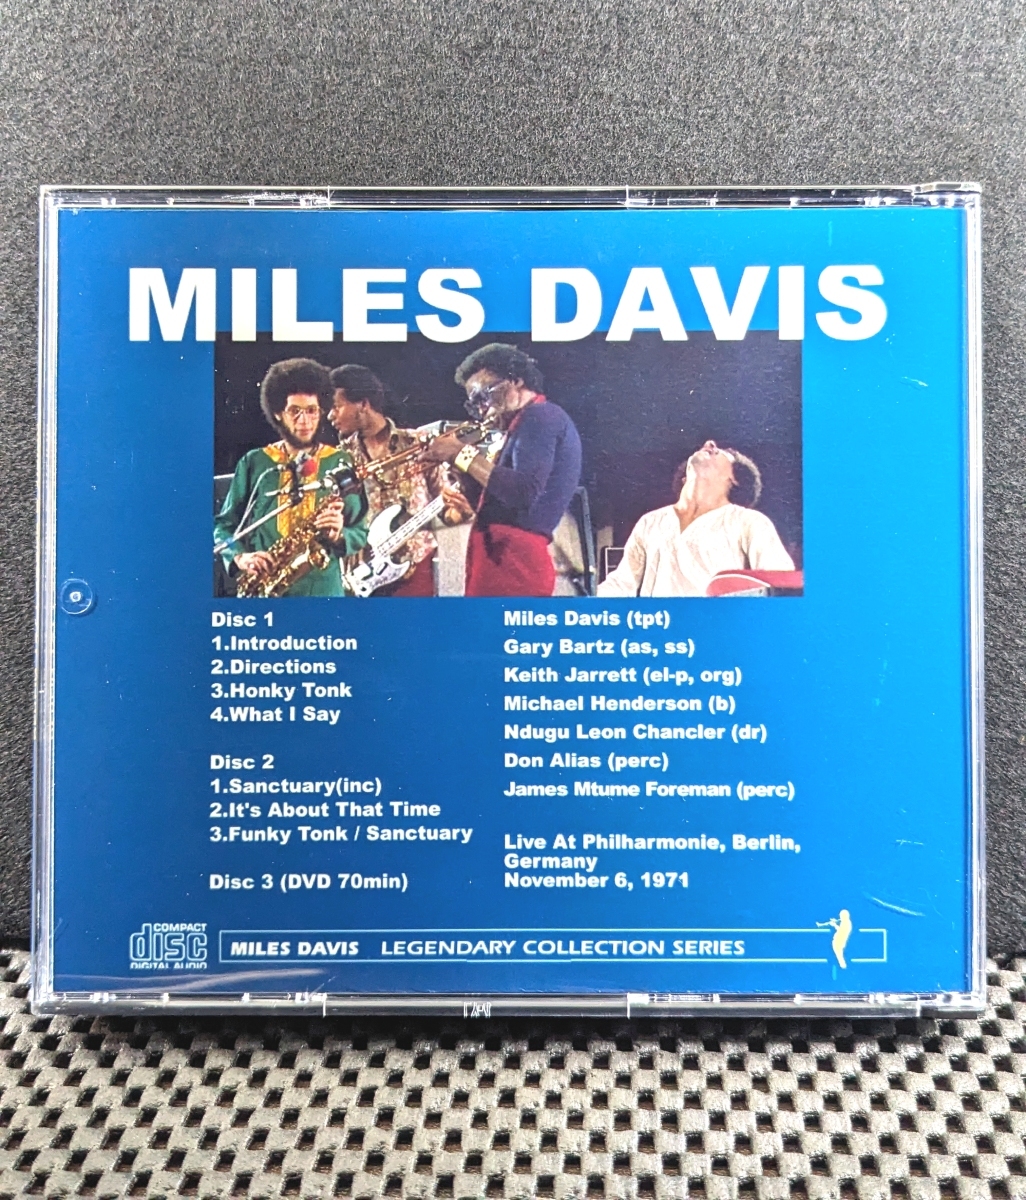 MILES DAVIS
Disc 1
1.Introduction
2.Directions
3.Honky Tonk
4.What I Say
Disc 2
1.Sanctuary(inc)
2.It's About That Time
3.Funky Tonk / Sanctuary
Disc 3 (DVD 70min)
Miles Davis (tpt)
Gary Bartz (as, ss)
Keith Jarrett (el-p, org)
Michael Henderson (b)
Ndugu Leon Chancler (dr)
Don Alias (perc)
James Mtume Foreman (perc)
Live At Philharmonie, Berlin,
Germany
November 6, 1971
COMPACT
disc
DIGITAL AUDIO
MILES DAVIS LEGENDARY COLLECTION SERIES